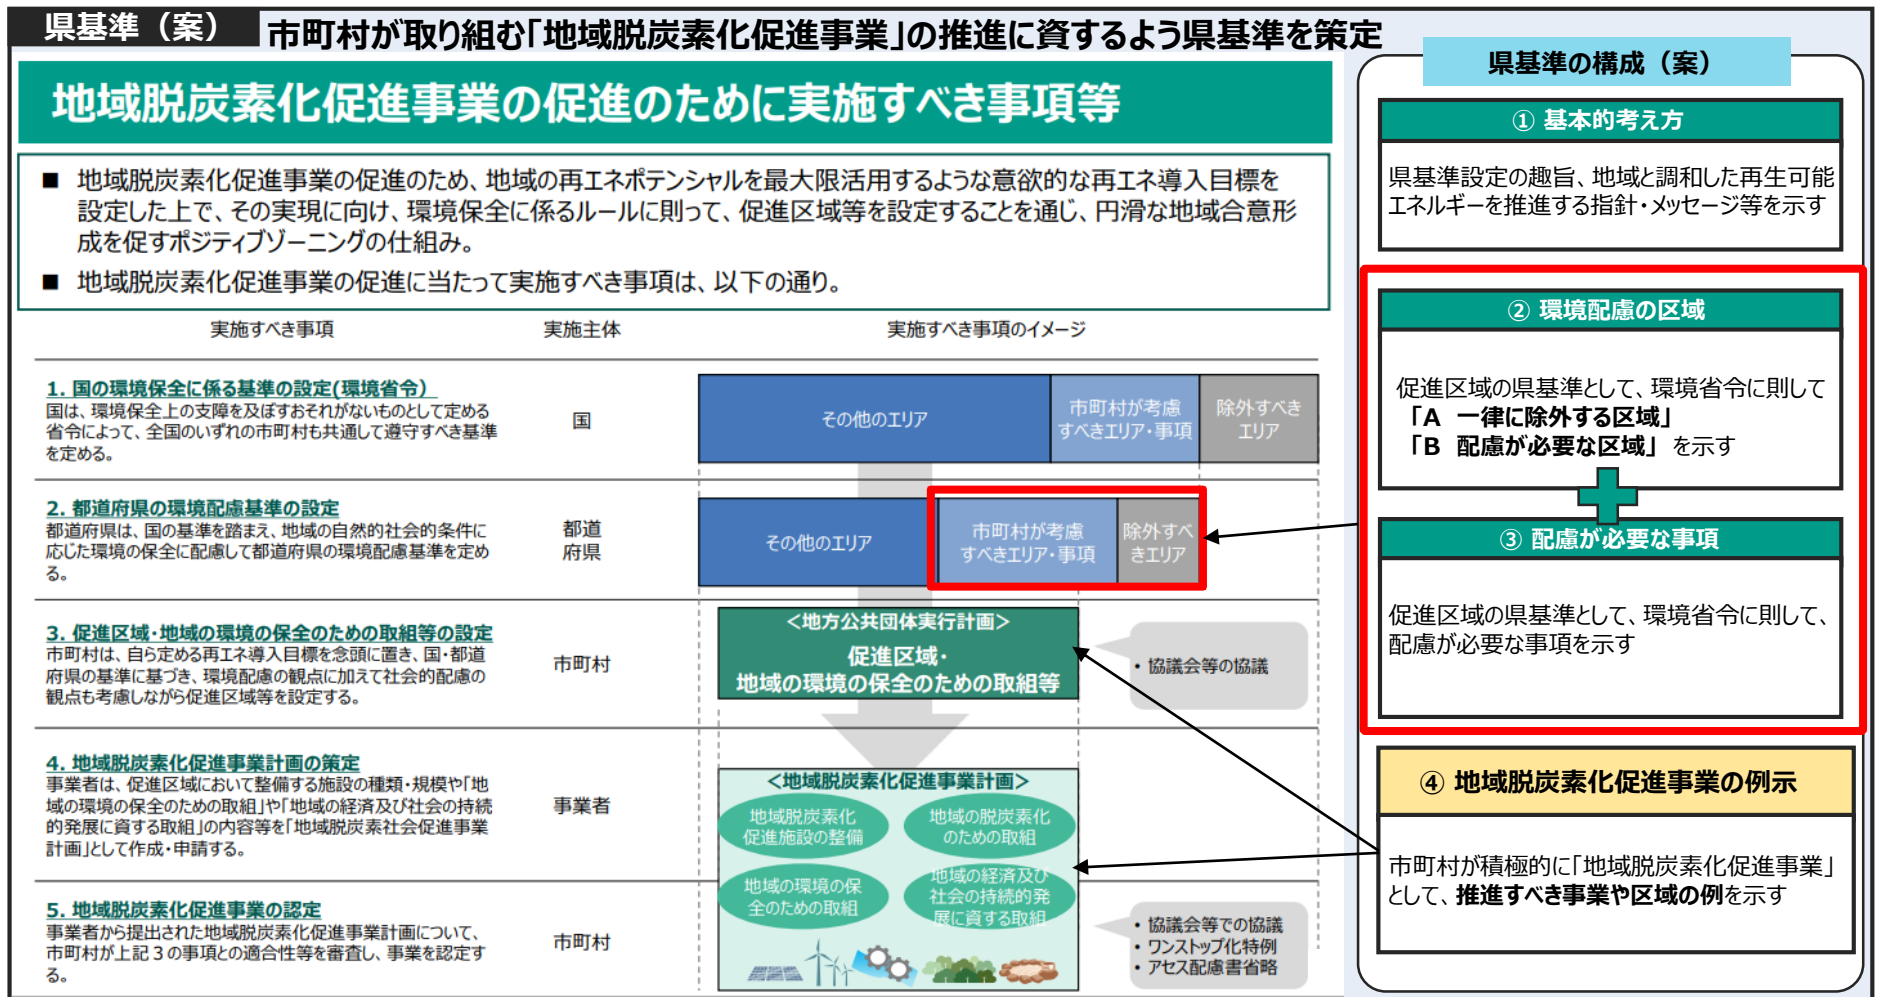 県基準（案）
市町村が取り組む「地域脱炭素化促進事業」の推進に資するよう県基準を策定
地域脱炭素化促進事業の促進のために実施すべき事項等
■ 地域脱炭素化促進事業の促進のため、地域の再エネポテンシャルを最大限活用するような意欲的な再エネ導入目標を
設定した上で、その実現に向け、環境保全に係るルールに則って、促進区域等を設定することを通じ、円滑な地域合意形
成を促すポジティブゾーニングの仕組み。
■ 地域脱炭素化促進事業の促進に当たって実施すべき事項は、以下の通り。
実施すべき事項
実施主体
実施すべき事項のイメージ
1. 国の環境保全に係る基準の設定(環境省令）
国は、環境保全上の支障を及ぼすおそれがないものとして定める
省令によって、全国のいずれの市町村も共通して遵守すべき基準
を定める。
国
その他のエリア
市町村が考慮
すべきエリア・事項
除外すべき
エリア
2. 都道府県の環境配慮基準の設定
都道府県は、国の基準を踏まえ、地域の自然的社会的条件に
応じた環境の保全に配慮して都道府県の環境配慮基準を定め
る。
都道
府県
その他のエリア
市町村が考慮
すべきエリア・事項
除外すべ
きエリア
3. 促進区域・地域の環境の保全のための取組等の設定
市町村は、自ら定める再エネ導入目標を念頭に置き、国・都道
府県の基準に基づき、環境配慮の観点に加えて社会的配慮の
観点も考慮しながら促進区域等を設定する。
市町村
＜地方公共団体実行計画＞
促進区域・
地域の環境の保全のための取組等
・協議会等の協議
4. 地域脱炭素化促進事業計画の策定
事業者は、促進区域において整備する施設の種類・規模や「地
域の環境の保全のための取組」や「地域の経済及び社会の持続
的発展に資する取組」の内容等を「地域脱炭素社会促進事業
計画」として作成・申請する。
事業者
＜地域脱炭素化促進事業計画＞
地域脱炭素化
促進施設の整備
地域の脱炭素化
のための取組
地域の環境の保
全のための取組
地域の経済及び
社会の持続的発
展に資する取組
5. 地域脱炭素化促進事業の認定
事業者から提出された地域脱炭素化促進事業計画について、
市町村が上記３の事項との適合性等を審査し、事業を認定す
る。
市町村
・協議会等での協議
・ワンストップ化特例
・アセス配慮書省略
県基準の構成（案）
① 基本的考え方
県基準設定の趣旨、地域と調和した再生可能
エネルギーを推進する指針・メッセージ等を示す
② 環境配慮の区域
促進区域の県基準として、環境省令に則して
「A 一律に除外する区域」
「B 配慮が必要な区域」 を示す
③ 配慮が必要な事項
促進区域の県基準として、環境省令に則して、
配慮が必要な事項を示す
④ 地域脱炭素化促進事業の例示
市町村が積極的に「地域脱炭素化促進事業」
として、推進すべき事業や区域の例を示す